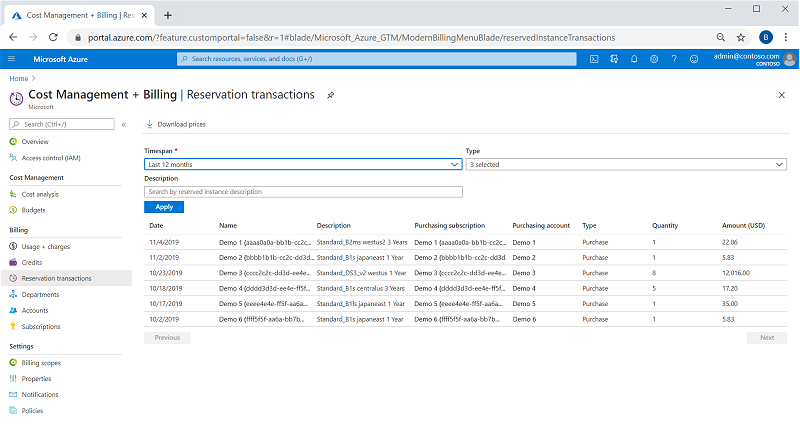 Cost Management + Billing | Rese
portal.azure.com/?feature.customportal=false&r=1#blade/Microsoft_Azure_GTM/ModernBillingMenuBlade/reservedInstanceTransactions
B
Microsoft Azure
Search resources, services, and docs (G+/)
admin@contoso.com
CONTOSO
Home
Cost Management + Billing | Reservation transactions
Microsoft
Search (Ctrl+/)
Download prices
Overview
Access control (IAM)
Cost Management
Cost analysis
Budgets
Billing
Usage + charges
Credits
Reservation transactions
Departments
Accounts
Subscriptions
Settings
Billing scopes
Properties
Notifications
Policies
Timespan * Type
Last 12 months 3 selected
Description
Search by reserved instance description
Apply
Date Name Description Purchasing subscription Purchasing account Type Quantity Amount (USD)
11/4/2019 Demo 1 (aaaa0a0a-bb1b-cc2c... Standard_B2ms westus2 3 Years Demo 1 (aaaa0a0a-bb1b-cc2c... Demo 1 Purchase 1 22.86
11/2/2019 Demo 2 (bbbb1b1b-cc2c-dd3d... Standard_B1s japaneast 1 Year Demo 2 (bbbb1b1b-cc2c-dd3d... Demo 2 Purchase 1 5.83
10/23/2019 Demo 3 (cccc2c2c-dd3d-ee4e... Standard_DS3_v2 westus 1 Year Demo 3 (cccc2c2c-dd3d-ee4e... Demo 3 Purchase 8 12,016.00
10/18/2019 Demo 4 (dddd3d3d-ee4e-ff5f... Standard_B1s centralus 3 Years Demo 4 (dddd3d3d-ee4e-ff5f... Demo 4 Purchase 5 17.20
10/17/2019 Demo 5 (eeee4e4e-ff5f-aa6a... Standard_B1ls japaneast 1 Year Demo 5 (eeee4e4e-ff5f-aa6a... Demo 5 Purchase 1 35.00
10/2/2019 Demo 6 (ffff5f5f-aa6a-bb7b... Standard_B1s japaneast 1 Year Demo 6 (ffff5f5f-aa6a-bb7b... Demo 6 Purchase 1 5.83
Previous Next